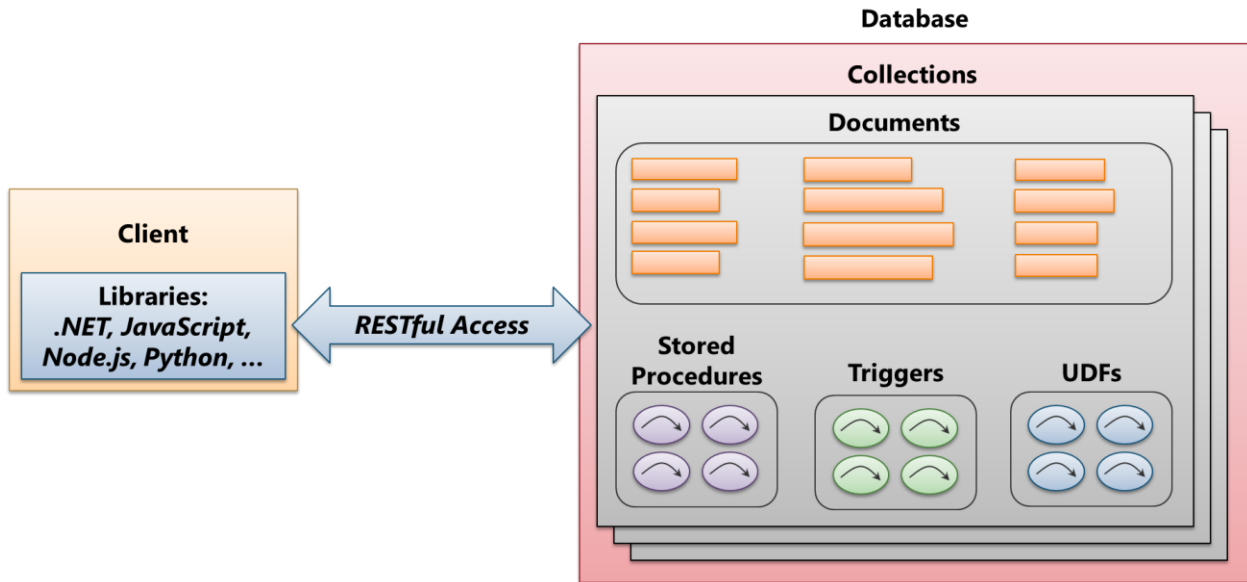 Database
Collections
Documents
Client
Libraries:
.NET, JavaScript,
Node.js, Python, ...
RESTful Access
Stored
Procedures
Triggers
UDFs